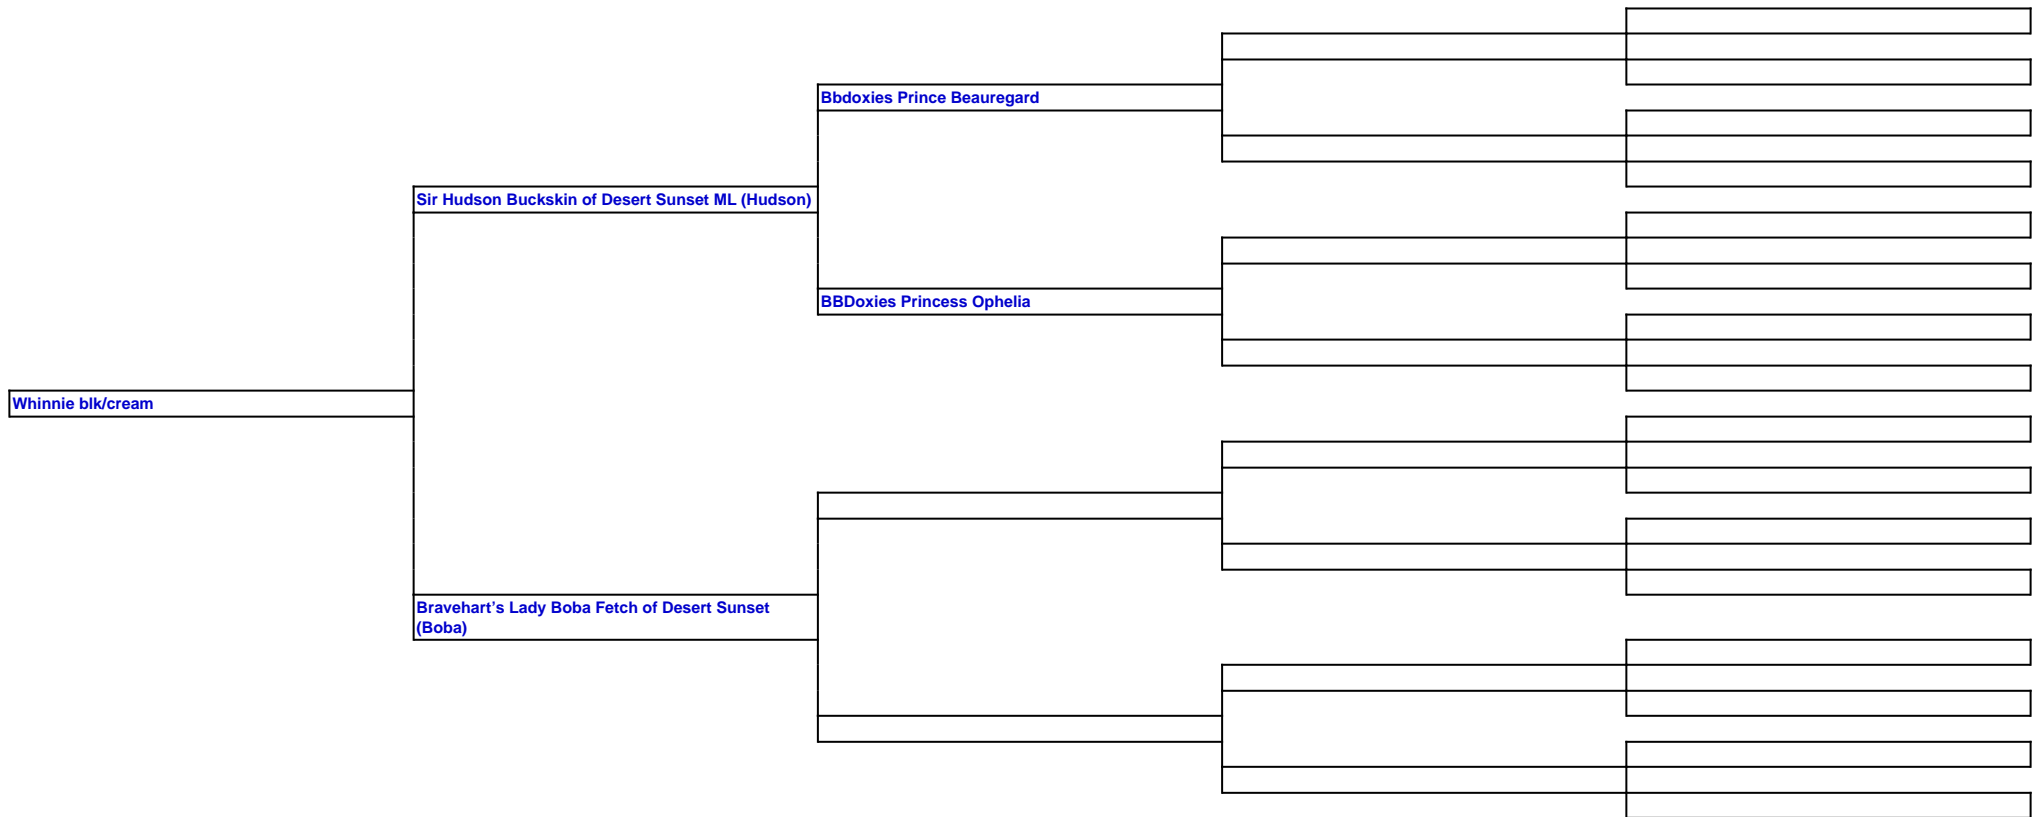 Bbdoxies Prince Beauregard
Sir Hudson Buckskin of Desert Sunset ML (Hudson)
BBDoxies Princess Ophelia
Whinnie blk/cream
Bravehart’s Lady Boba Fetch of Desert Sunset
(Boba)